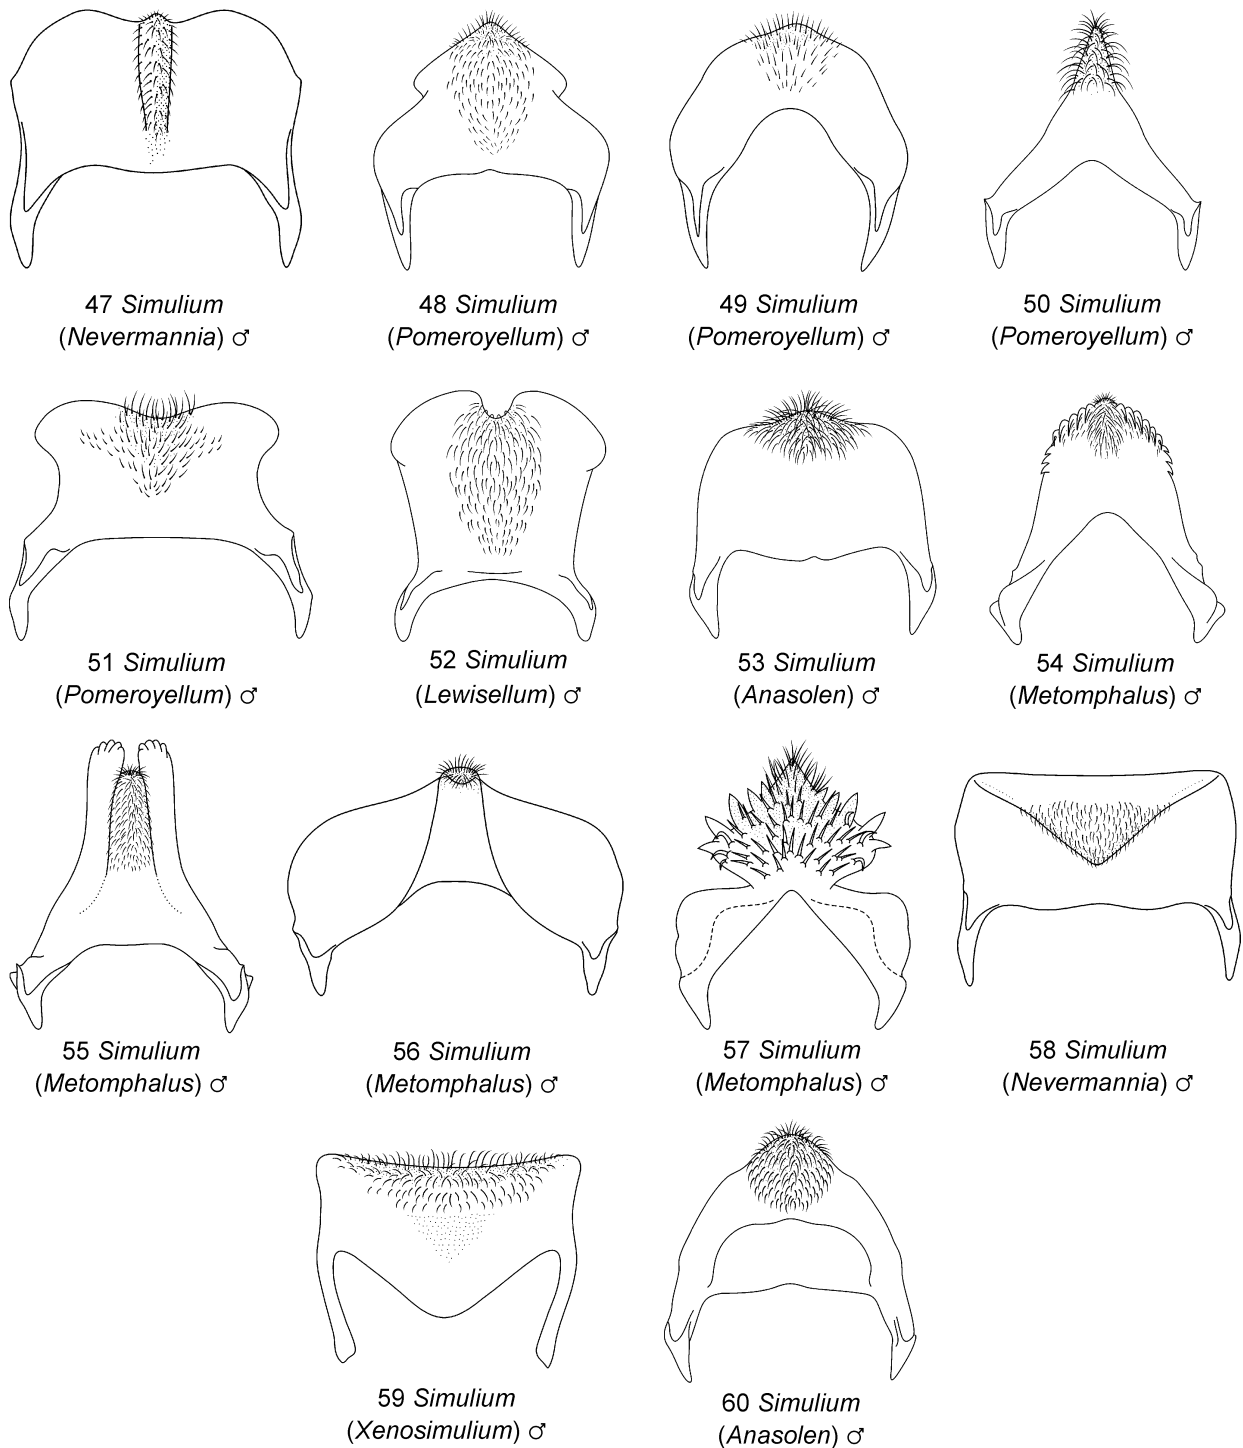 47 Simulium
(Nevermannia) ♂
48 Simulium
(Pomeroyellum) ♂
49 Simulium
(Pomeroyellum) ♂
50 Simulium
(Pomeroyellum) ♂
51 Simulium
(Pomeroyellum) ♂
52 Simulium
(Lewisellum) ♂
53 Simulium
(Anasolen) ♂
54 Simulium
(Metomphalus) ♂
55 Simulium
(Metomphalus) ♂
56 Simulium
(Metomphalus) ♂
57 Simulium
(Metomphalus) ♂
58 Simulium
(Nevermannia) ♂
59 Simulium
(Xenosimulium) ♂
60 Simulium
(Anasolen) ♂